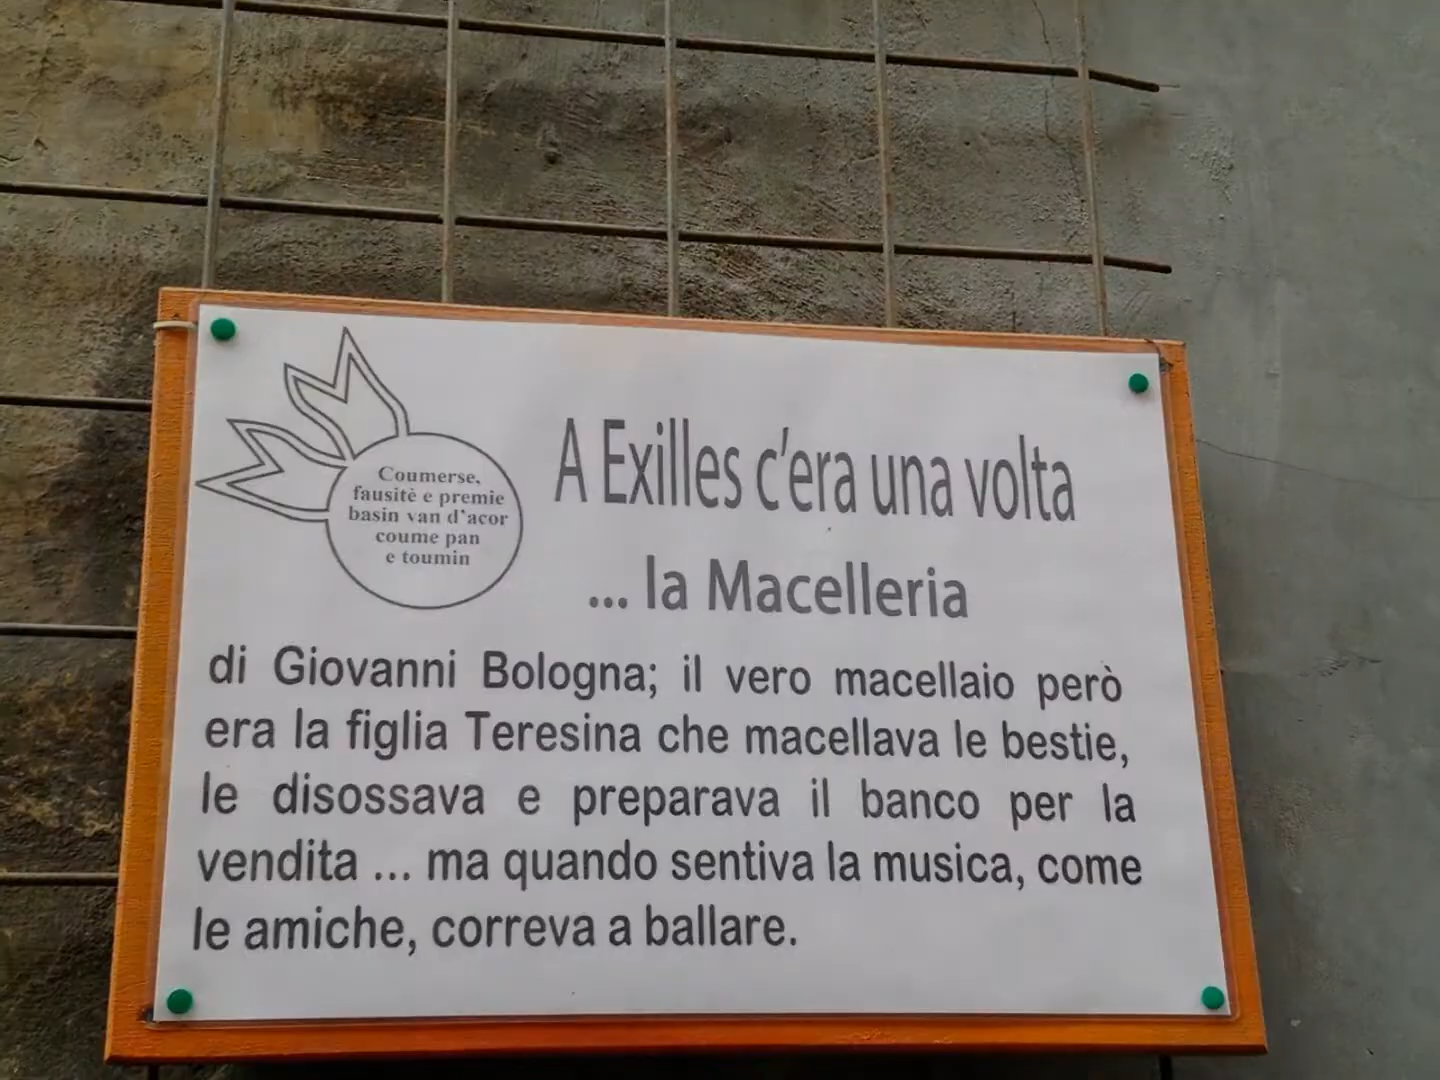 Coumerse,
fausitè e premie
basin van d'acor
coume pan
e toumin
A Exilles c'era una volta
... la Macelleria
di Giovanni Bologna; il vero macellaio però
era la figlia Teresina che macellava le bestie,
le disossava e preparava il banco per la
vendita ... ma quando sentiva la musica, come
le amiche, correva a ballare.